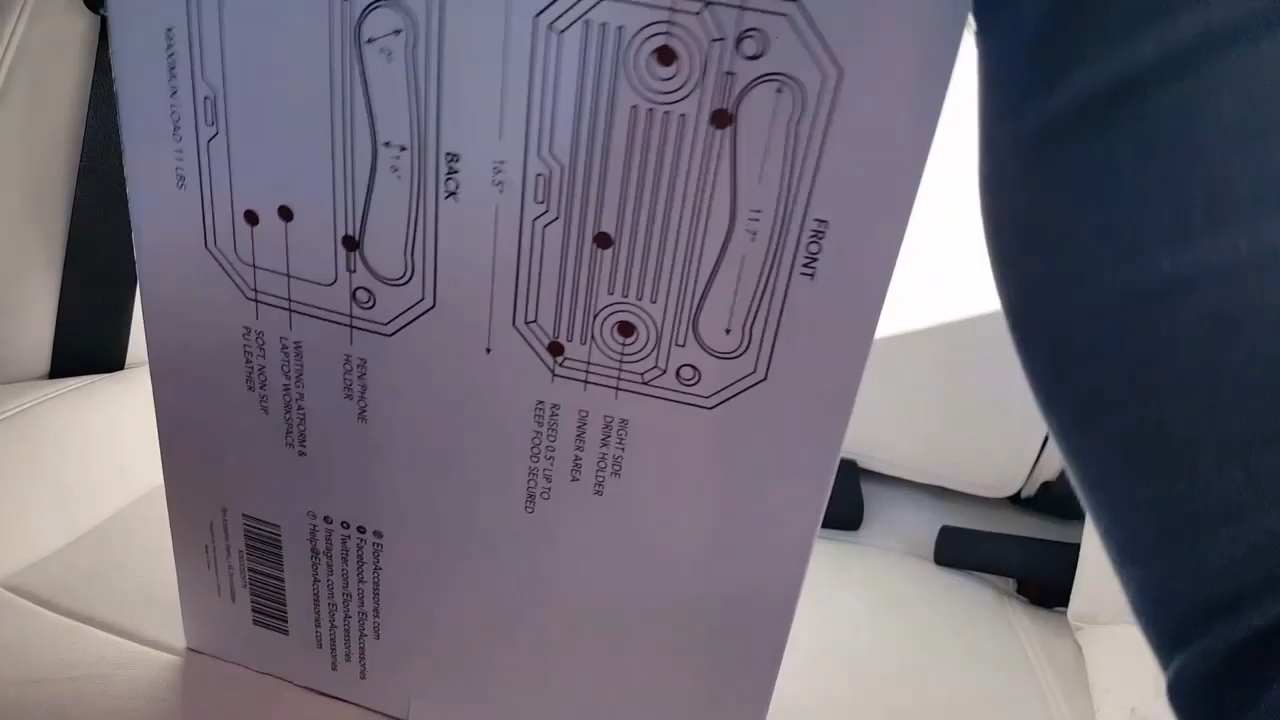 FRONT
11.7"
16.5"
RIGHT SIDE
DRINK HOLDER
DINNER AREA
RAISED 0.5" LIP TO
KEEP FOOD SECURED
BACK
MAXIMUN LOAD 11 LBS
PEN/PHONE
HOLDER
WRITING PLATFORM &
LAPTOP WORKSPACE
SOFT, NON SLIP
PU LEATHER
ElonAccessories.com
Facebook.com/ElonAccessories
Twitter.com/ElonAccessories
Instagram.com/ElonAccessories
Help@ElonAccessories.com